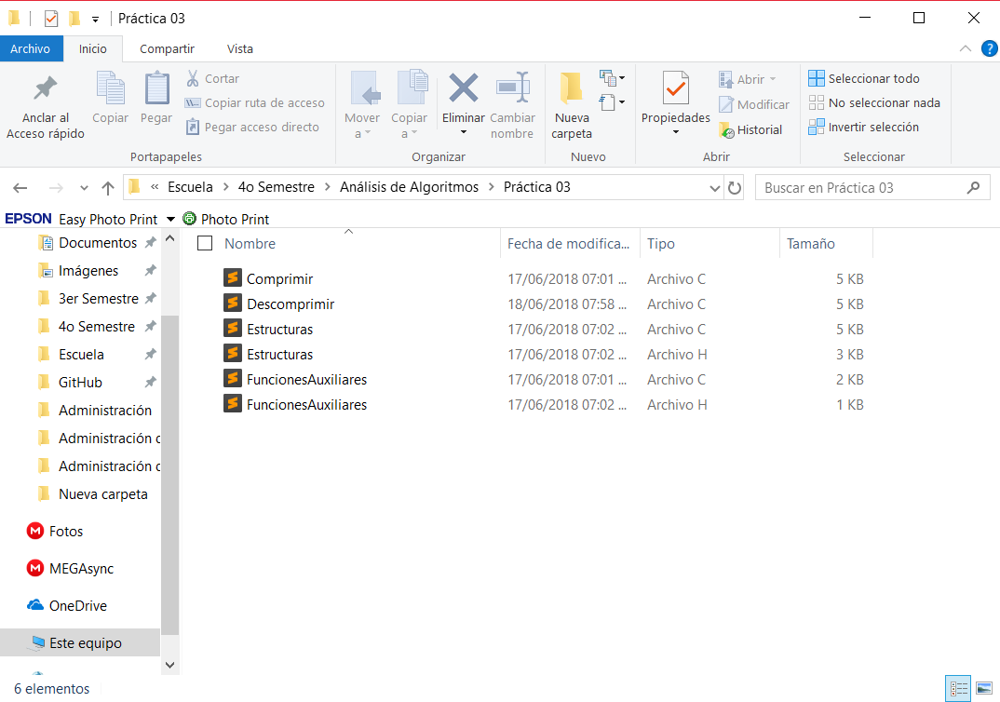 Práctica 03
Archivo Inicio Compartir Vista
Anclar al Acceso rápido
Copiar
Pegar
Cortar
Copiar ruta de acceso
Pegar acceso directo
Portapapeles
Mover a
Copiar a
Eliminar
Cambiar nombre
Organizar
Nueva carpeta
Nuevo
Propiedades
Abrir
Modificar
Historial
Abrir
Seleccionar todo
No seleccionar nada
Invertir selección
Seleccionar
« Escuela > 4o Semestre > Análisis de Algoritmos > Práctica 03
Buscar en Práctica 03
EPSON Easy Photo Print Photo Print
Documentos
Imágenes
3er Semestre
4o Semestre
Escuela
GitHub
Administración
Administración c
Administración c
Nueva carpeta
Fotos
MEGAsync
OneDrive
Este equipo
Nombre Fecha de modifica... Tipo Tamaño
Comprimir 17/06/2018 07:01 ... Archivo C 5 KB
Descomprimir 18/06/2018 07:58 ... Archivo C 5 KB
Estructuras 17/06/2018 07:02 ... Archivo C 5 KB
Estructuras 17/06/2018 07:02 ... Archivo H 3 KB
FuncionesAuxiliares 17/06/2018 07:01 ... Archivo C 2 KB
FuncionesAuxiliares 17/06/2018 07:02 ... Archivo H 1 KB
6 elementos